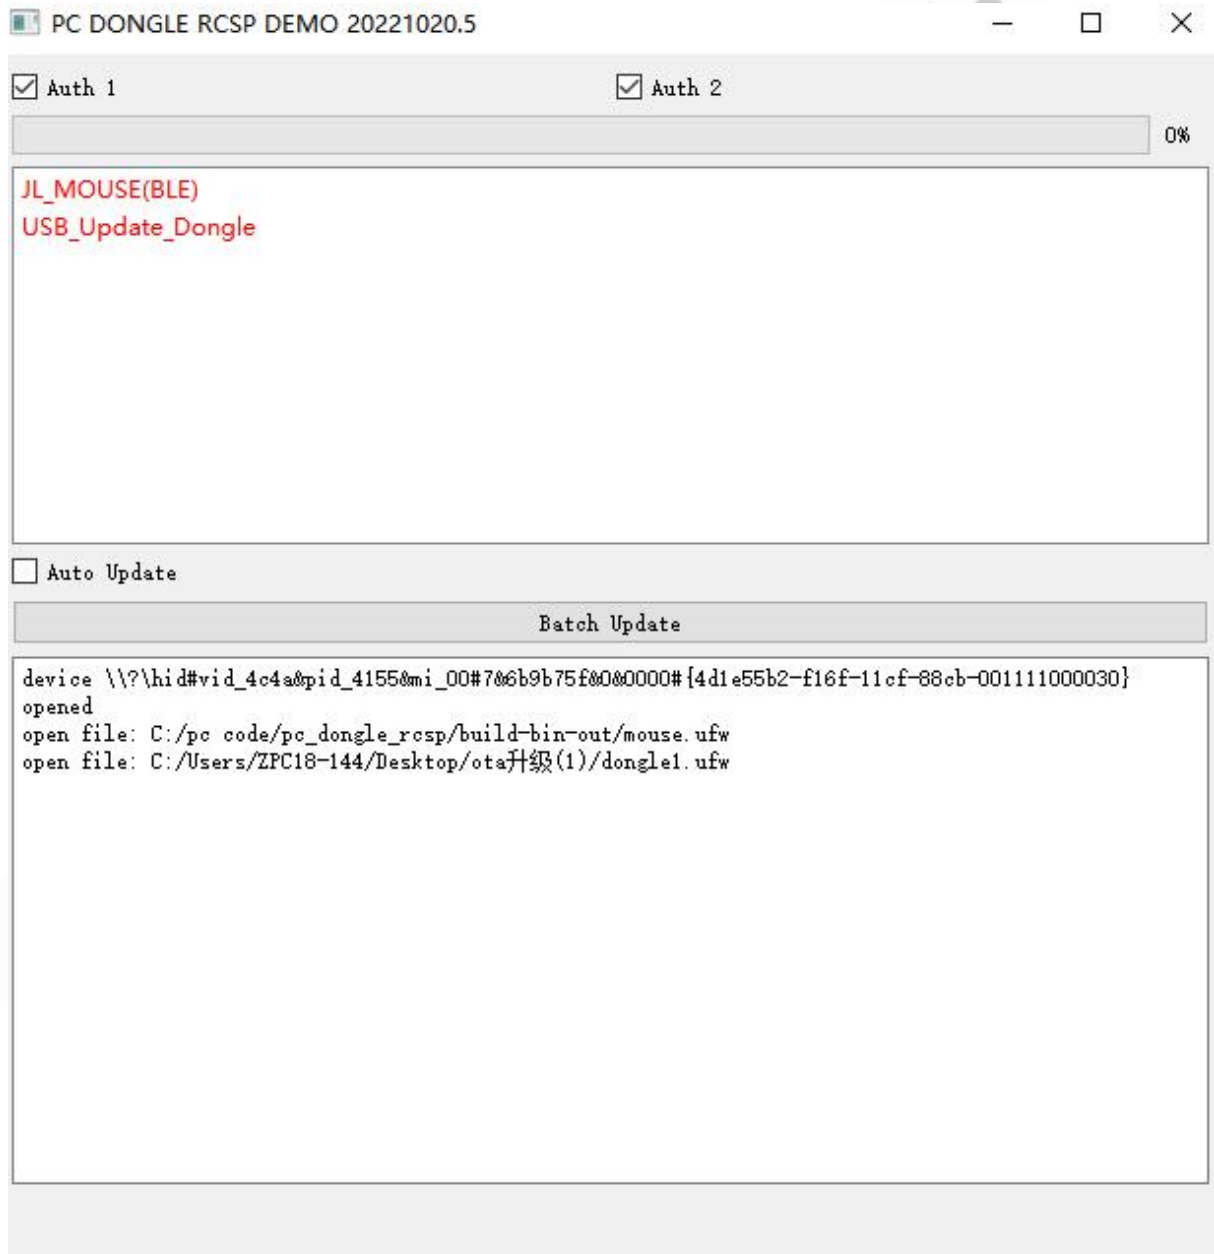 PC DONGLE RCSP DEMO 20221020.5
Auth 1 Auth 2
0%
JL_MOUSE(BLE)
USB_Update_Dongle
Auto Update
Batch Update
device \\?\hid#vid_4c4a&pid_4155&mi_00#7&6b9b75f&0&0000#{4d1e55b2-f16f-11cf-88cb-001111000030}
opened
open file: C:/pc code/pc_dongle_rcsp/build-bin-out/mouse.ufw
open file: C:/Users/ZPC18-144/Desktop/ota升级(1)/dongle1.ufw